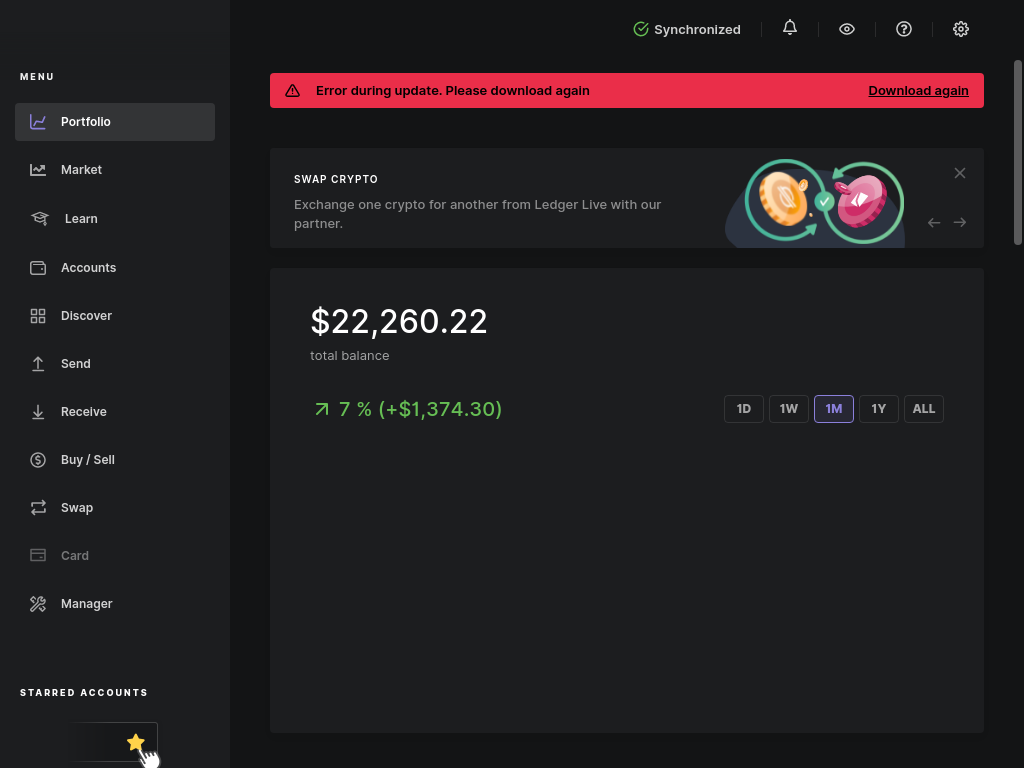 Synchronized
MENU
Error during update. Please download again
Download again
Portfolio
Market
Learn
Accounts
Discover
Send
Receive
Buy / Sell
Swap
Card
Manager
STARRED ACCOUNTS
SWAP CRYPTO
Exchange one crypto for another from Ledger Live with our
partner.
$22,260.22
total balance
7 % (+$1,374.30)
1D
1W
1M
1Y
ALL